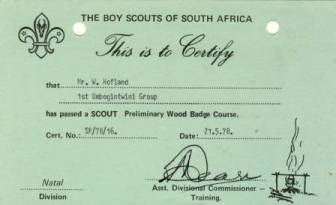 THE BOY SCOUTS OF SOUTH AFRICA
This is to Certify
that Mr. W. Hofland
1st Umbogintwini Group
has passed a SCOUT Preliminary Wood Badge Course.
Cert. No.: SP/78/16. Date: 21.5.78.
Natal
Division
Asst. Divisional Commissioner –
Training.